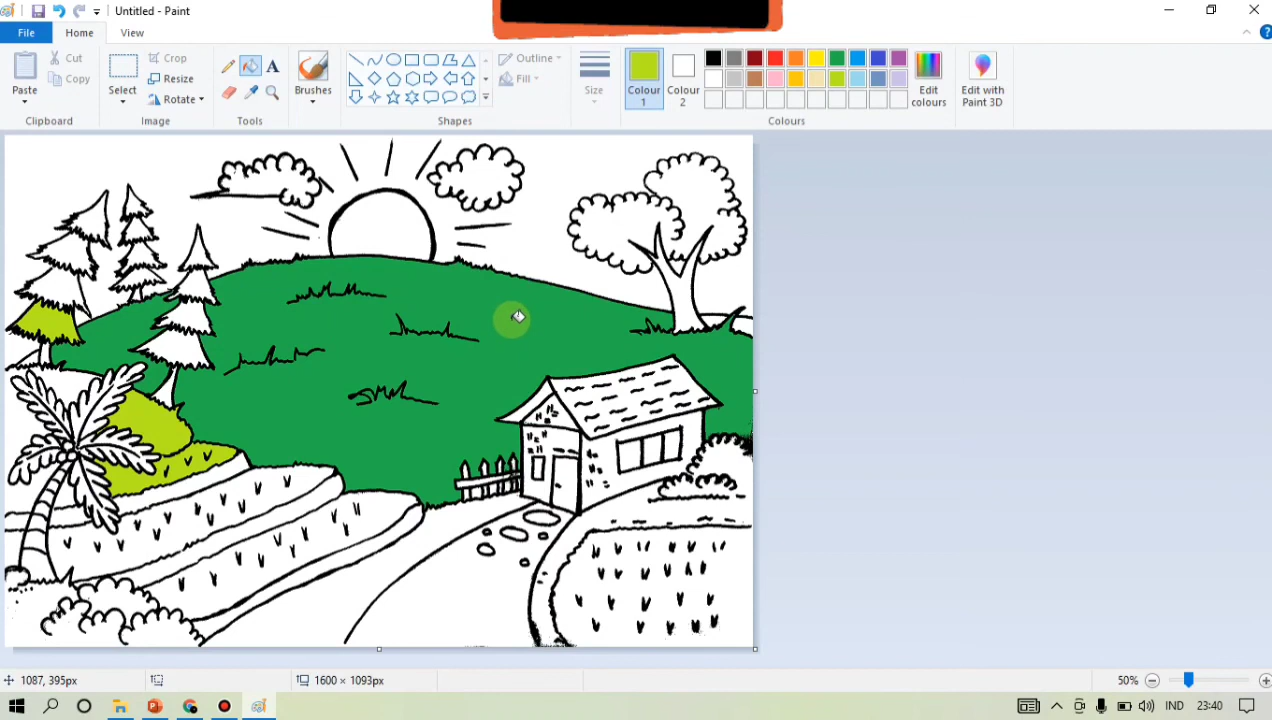 Untitled - Paint
File Home View
Paste
Cut
Copy
Clipboard
Select
Crop
Resize
Rotate
Image
A
Tools
Brushes
Outline
Fill
Shapes
Size
Colour 1
Colour 2
Edit colours
Colours
Edit with Paint 3D
1087, 395px
1600 × 1093px
50%
IND
23:40